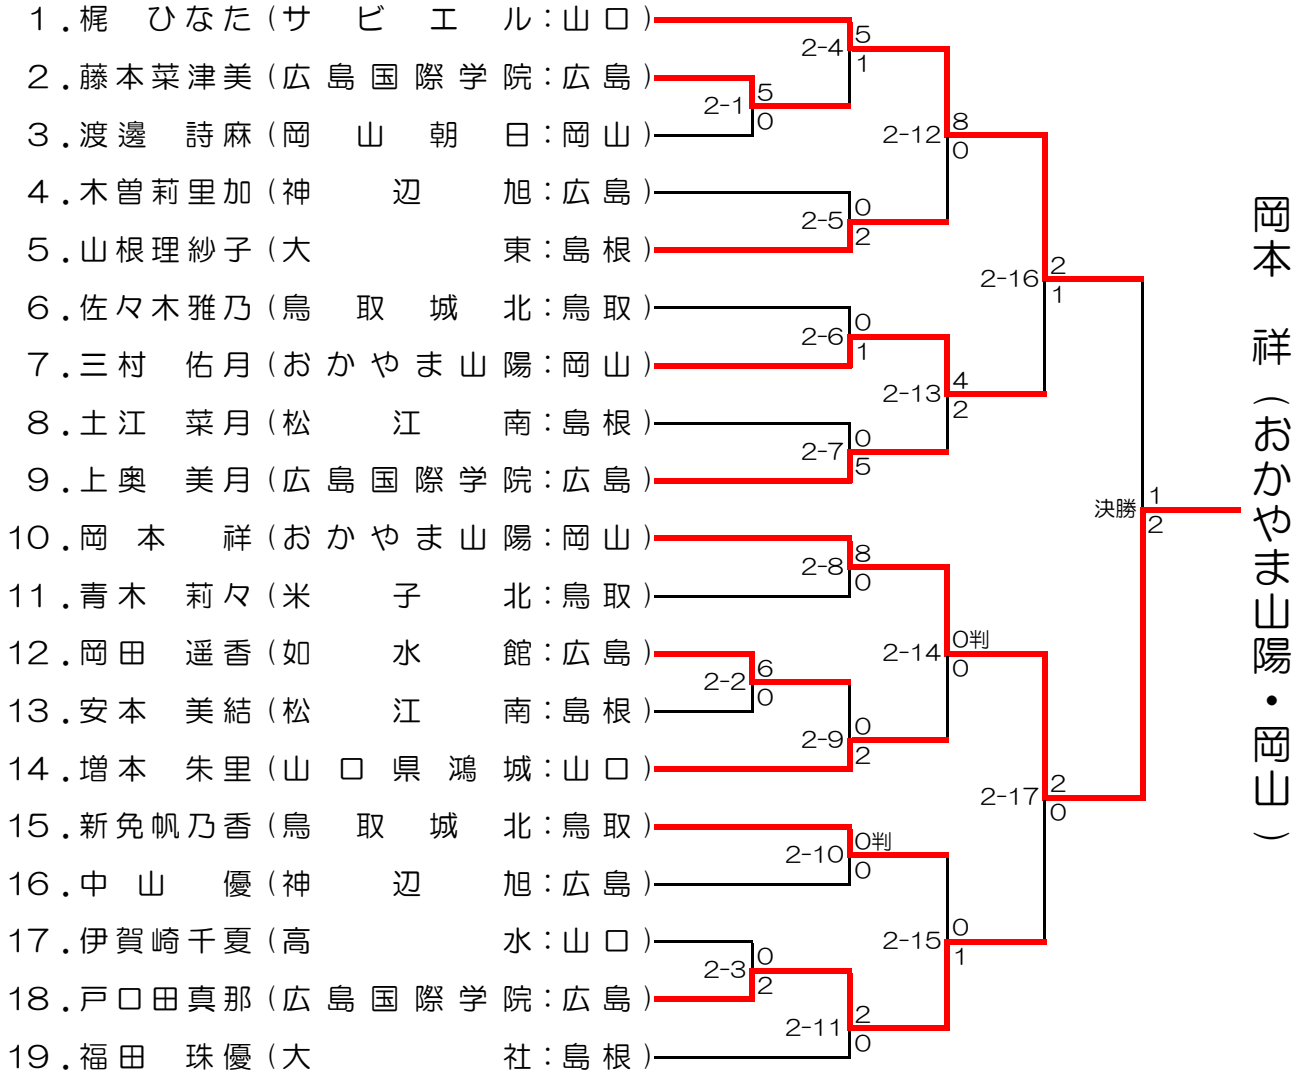 1.梶 ひなた(サビエル:山口)
2.藤本菜津美(広島国際学院:広島)
3.渡邊 詩麻(岡山朝日:岡山)
4.木曽莉里加(神辺旭:広島)
5.山根理紗子(大東:島根)
6.佐々木雅乃(鳥取城北:鳥取)
7.三村 佑月(おかやま山陽:岡山)
8.土江 菜月(松江南:島根)
9.上奥 美月(広島国際学院:広島)
10.岡本 祥(おかやま山陽:岡山)
11.青木 莉々(米子北:鳥取)
12.岡田 遥香(如水館:広島)
13.安本 美結(松江南:島根)
14.増本 朱里(山口県鴻城:山口)
15.新免帆乃香(鳥取城北:鳥取)
16.中山 優(神辺旭:広島)
17.伊賀崎千夏(高水:山口)
18.戸口田真那(広島国際学院:広島)
19.福田 珠優(大社:島根)
2-1 5 0
2-2 6 0
2-3 0 2
2-4 5 1
2-5 0 2
2-6 0 1
2-7 0 5
2-8 8 0
2-9 0 2
2-10 0判 0
2-11 2 0
2-12 8 0
2-13 4 2
2-14 0判 0
2-15 0 1
2-16 2 1
2-17 2 0
決勝 1 2
岡本 祥(おかやま山陽・岡山)